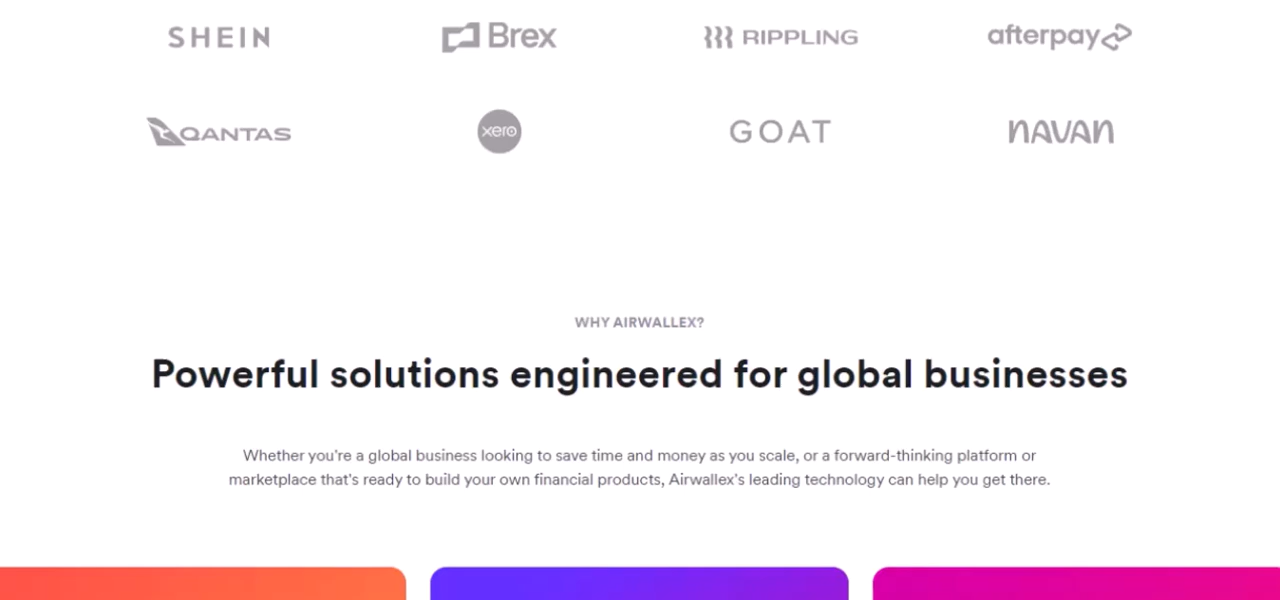 SHEIN Brex RIPPLING afterpay
QANTAS xero GOAT NAVAN
WHY AIRWALLEX?
Powerful solutions engineered for global businesses
Whether you're a global business looking to save time and money as you scale, or a forward-thinking platform or
marketplace that's ready to build your own financial products, Airwallex's leading technology can help you get there.